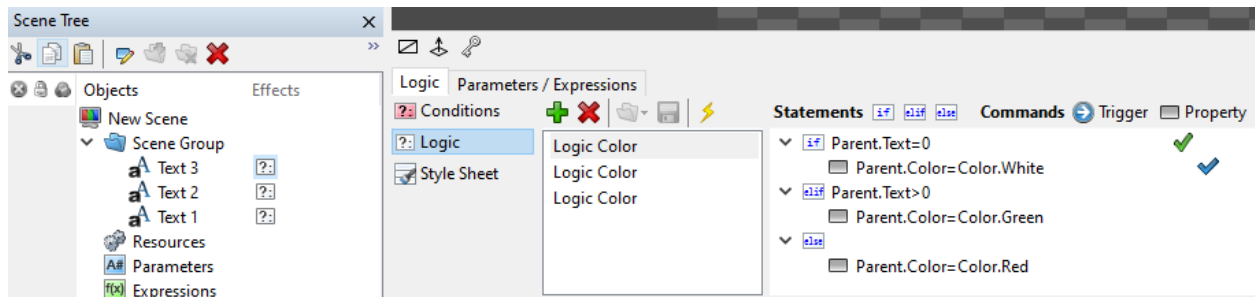 Scene Tree
Objects Effects
New Scene
Scene Group
Text 3 ?:
Text 2 ?:
Text 1 ?:
Resources
A# Parameters
f(x) Expressions
Logic Parameters / Expressions
?: Conditions
?: Logic
Style Sheet
Logic Color
Logic Color
Logic Color
Statements if elif else Commands Trigger Property
if Parent.Text=0
Parent.Color=Color.White
elif Parent.Text>0
Parent.Color=Color.Green
else
Parent.Color=Color.Red